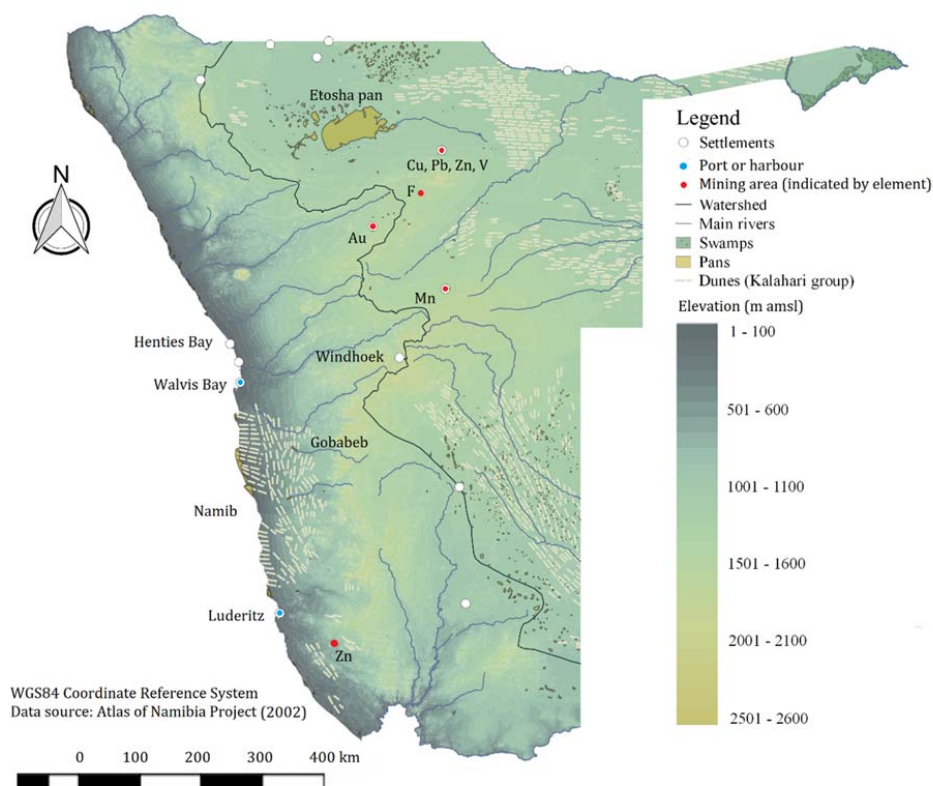 Etosha pan
Cu, Pb, Zn, V
F
Au
Mn
N
Henties Bay
Windhoek
Walvis Bay
Gobabeb
Namib
Luderitz
Zn
WGS84 Coordinate Reference System
Data source: Atlas of Namibia Project (2002)
0 100 200 300 400 km
Legend
Settlements
Port or harbour
Mining area (indicated by element)
Watershed
Main rivers
Swamps
Pans
Dunes (Kalahari group)
Elevation (m amsl)
1 - 100
501 - 600
1001 - 1100
1501 - 1600
2001 - 2100
2501 - 2600